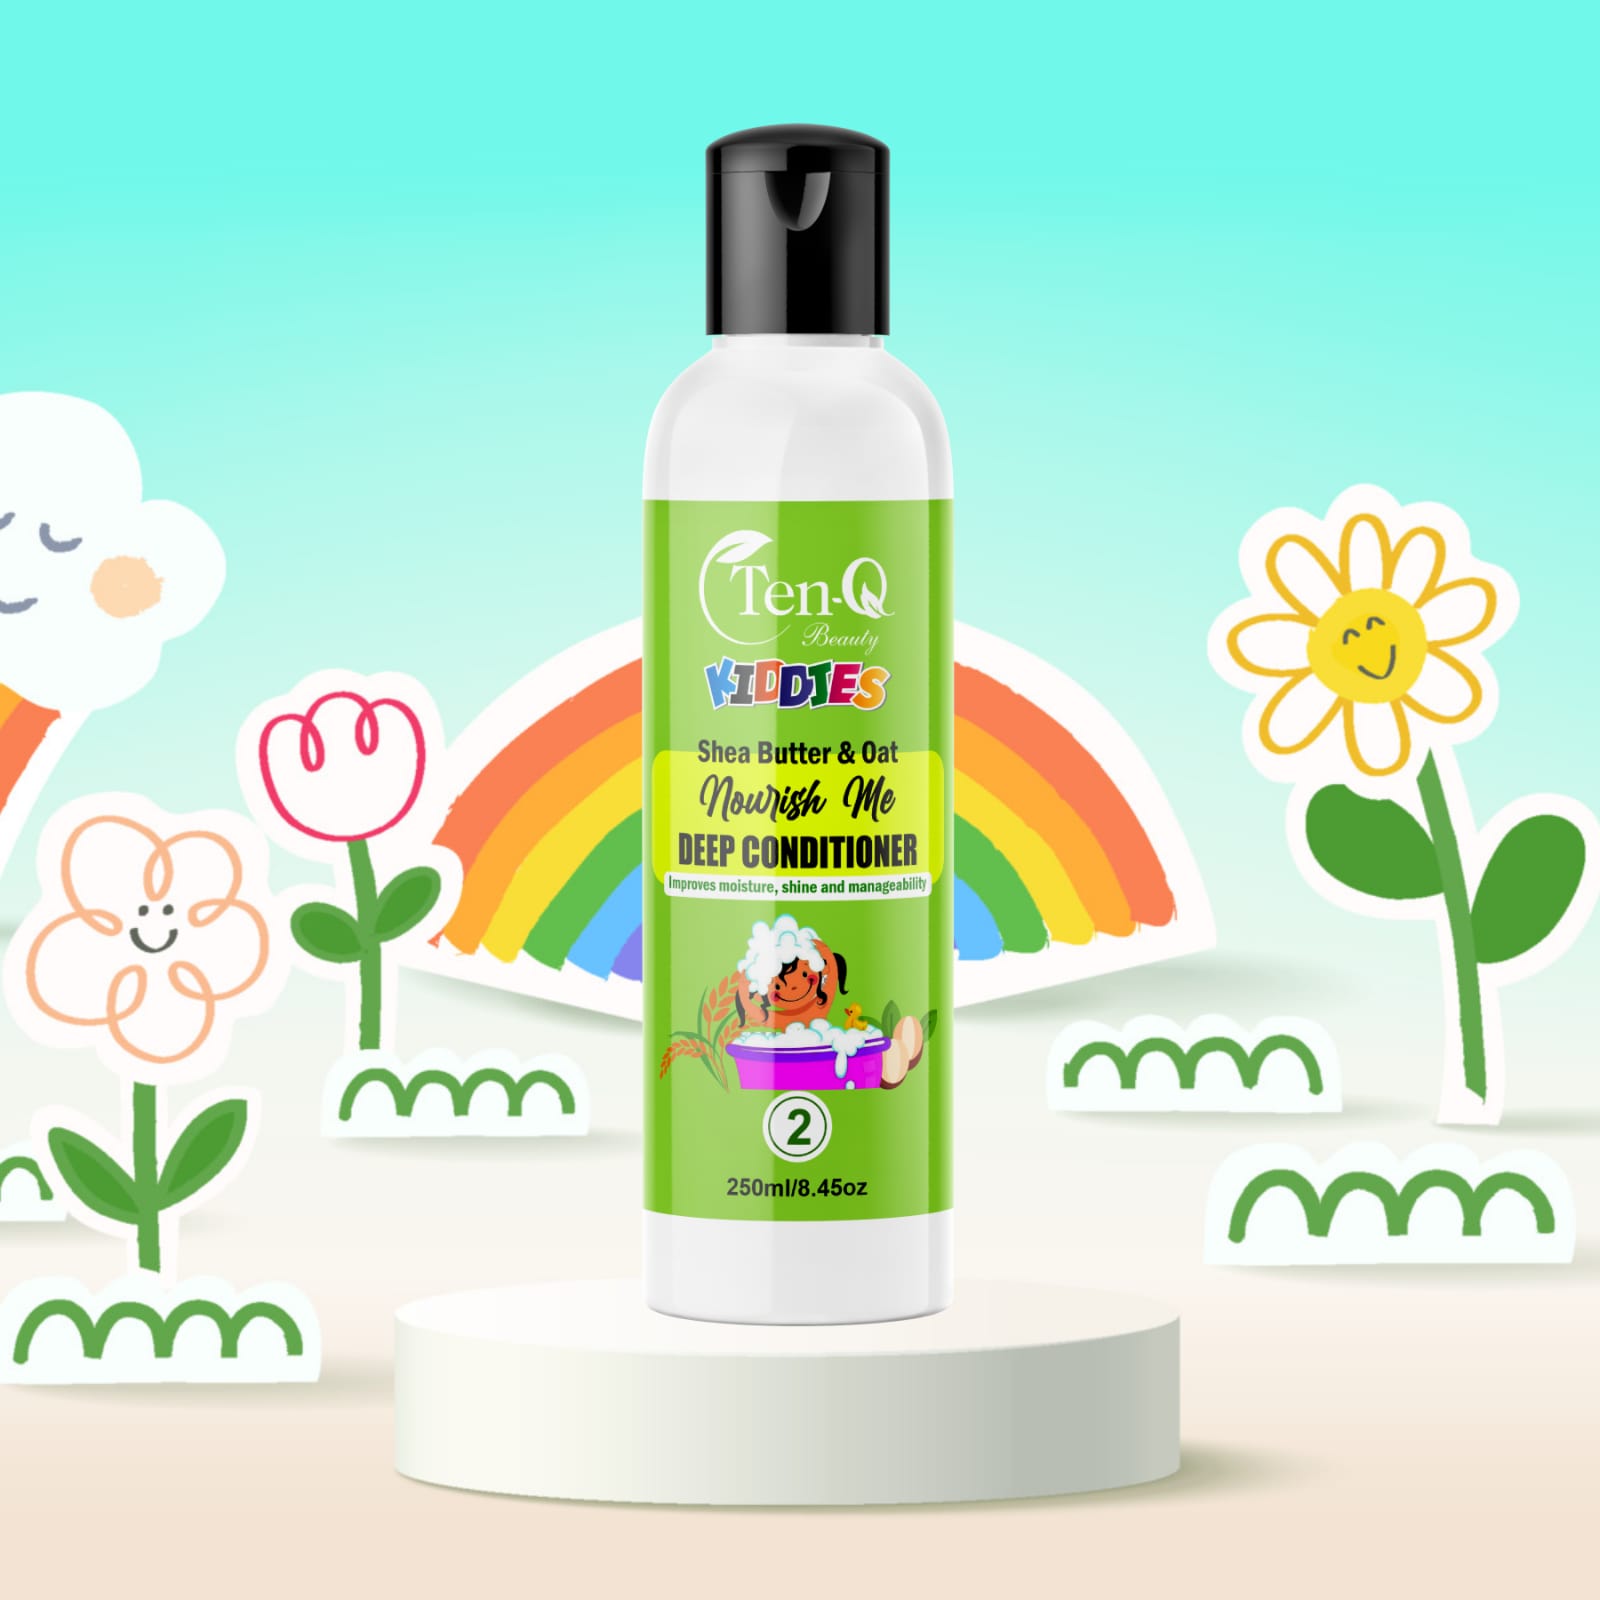 Ten-Q
Beauty
KIDDIES
Shea Butter & Oat
Nourish Me
DEEP CONDITIONER
Improves moisture, shine and manageability
2
250ml/8.45oz